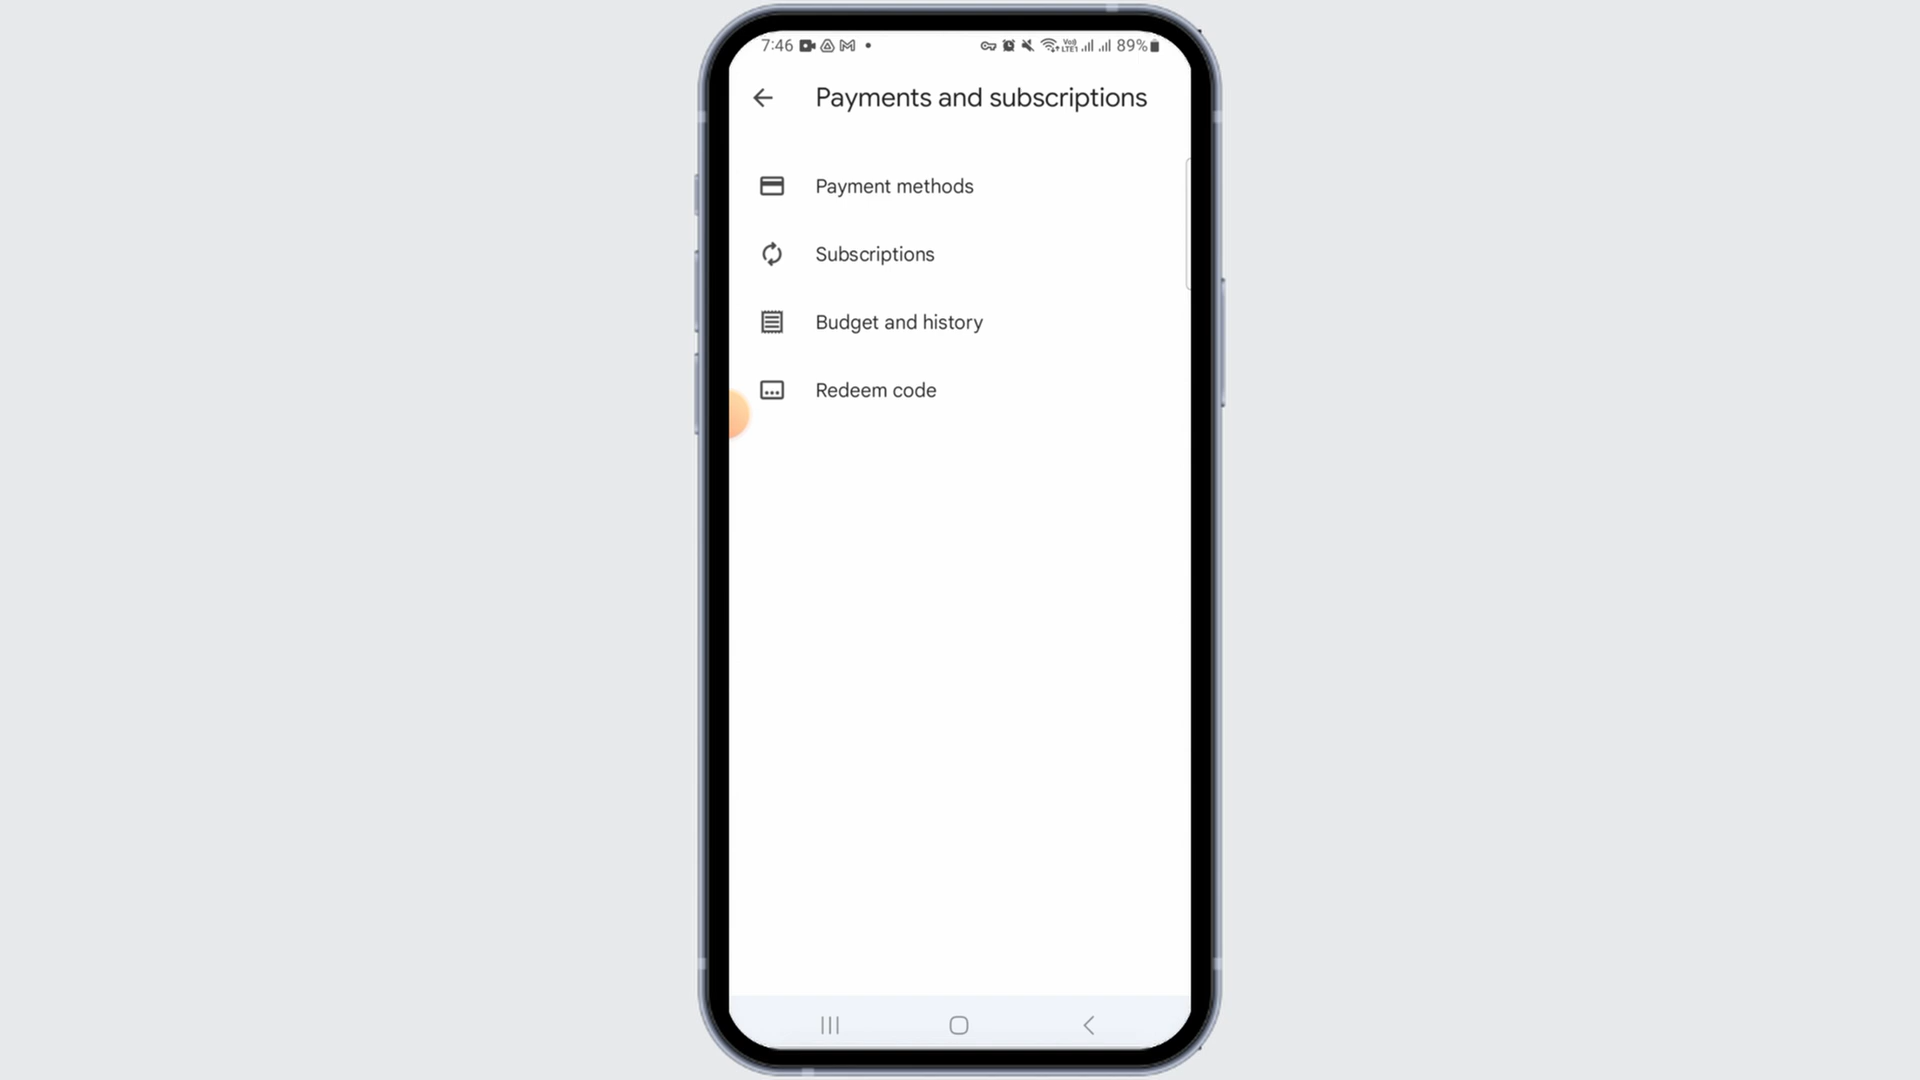 7:46 89%
Payments and subscriptions
Payment methods
Subscriptions
Budget and history
Redeem code